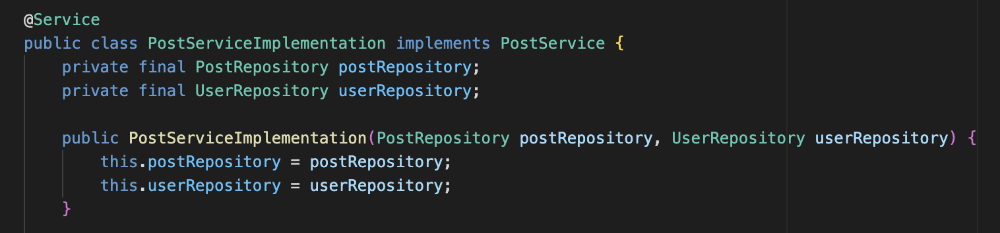 @Service
public class PostServiceImplementation implements PostService {
    private final PostRepository postRepository;
    private final UserRepository userRepository;

    public PostServiceImplementation(PostRepository postRepository, UserRepository userRepository) {
        this.postRepository = postRepository;
        this.userRepository = userRepository;
    }